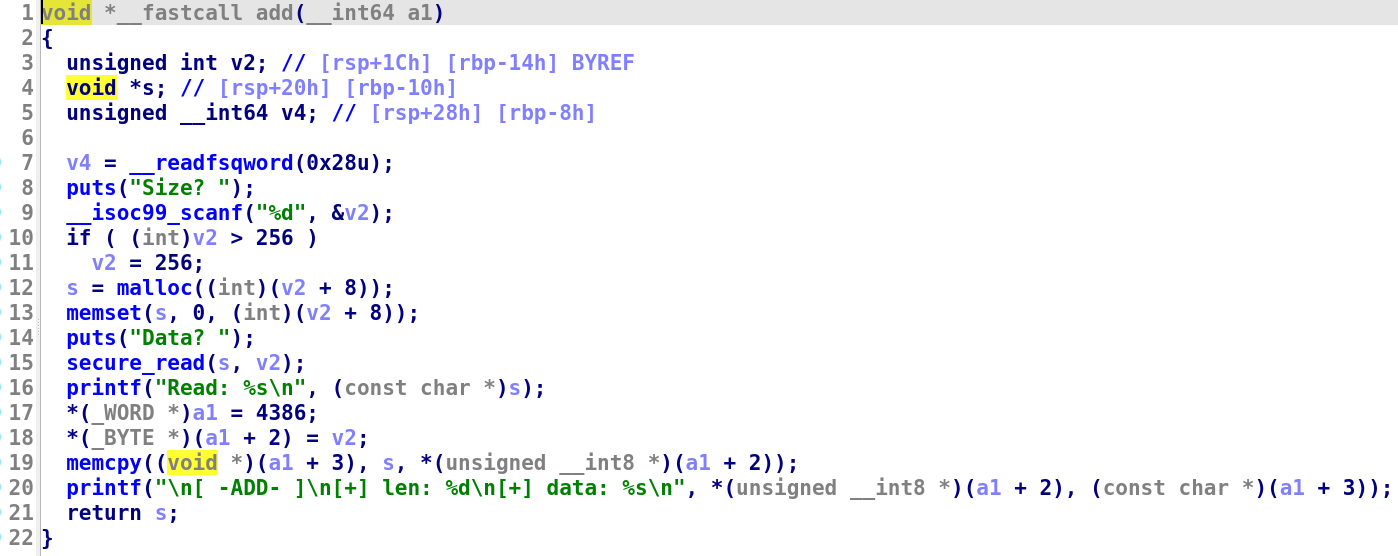 1 void *__fastcall add(__int64 a1)
2 {
3   unsigned int v2; // [rsp+1Ch] [rbp-14h] BYREF
4   void *s; // [rsp+20h] [rbp-10h]
5   unsigned __int64 v4; // [rsp+28h] [rbp-8h]
6
7   v4 = __readfsqword(0x28u);
8   puts("Size? ");
9   __isoc99_scanf("%d", &v2);
10   if ( (int)v2 > 256 )
11     v2 = 256;
12   s = malloc((int)(v2 + 8));
13   memset(s, 0, (int)(v2 + 8));
14   puts("Data? ");
15   secure_read(s, v2);
16   printf("Read: %s\n", (const char *)s);
17   *(_WORD *)a1 = 4386;
18   *(_BYTE *)(a1 + 2) = v2;
19   memcpy((void *)(a1 + 3), s, *(unsigned __int8 *)(a1 + 2));
20   printf("\n[ -ADD- ]\n[+] len: %d\n[+] data: %s\n", *(unsigned __int8 *)(a1 + 2), (const char *)(a1 + 3));
21   return s;
22 }